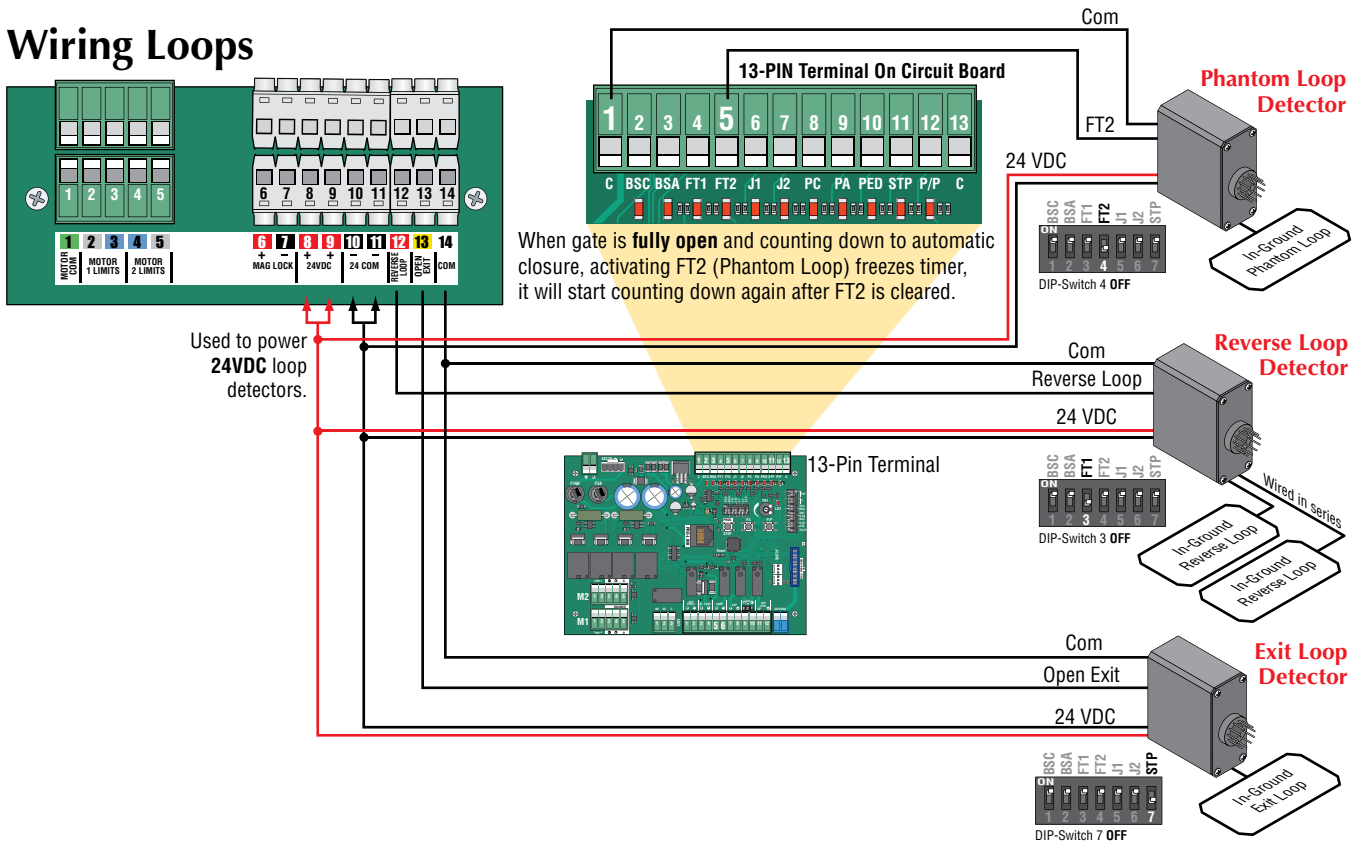 Wiring Loops
1 2 3 4 5
6 7 8 9 10 11 12 13 14
1 2 3 4 5
6 7 8 9 10 11 12 13 14
+ − + + − −
MOTOR COM
MOTOR 1 LIMITS
MOTOR 2 LIMITS
MAG LOCK
24VDC
24 COM
REVERSE LOOP
OPEN EXIT
COM
Used to power
24VDC loop
detectors.
13-PIN Terminal On Circuit Board
1 2 3 4 5 6 7 8 9 10 11 12 13
C BSC BSA FT1 FT2 J1 J2 PC PA PED STP P/P C
When gate is fully open and counting down to automatic
closure, activating FT2 (Phantom Loop) freezes timer,
it will start counting down again after FT2 is cleared.
Com
FT2
24 VDC
Phantom Loop
Detector
In-Ground
Phantom Loop
BSC BSA FT1 FT2 J1 J2 STP
ON
1 2 3 4 5 6 7
DIP-Switch 4 OFF
Com
Reverse Loop
24 VDC
Reverse Loop
Detector
Wired in series
In-Ground
Reverse Loop
In-Ground
Reverse Loop
BSC BSA FT1 FT2 J1 J2 STP
ON
1 2 3 4 5 6 7
DIP-Switch 3 OFF
13-Pin Terminal
M2
M1
Com
Open Exit
24 VDC
Exit Loop
Detector
In-Ground
Exit Loop
BSC BSA FT1 FT2 J1 J2 STP
ON
1 2 3 4 5 6 7
DIP-Switch 7 OFF